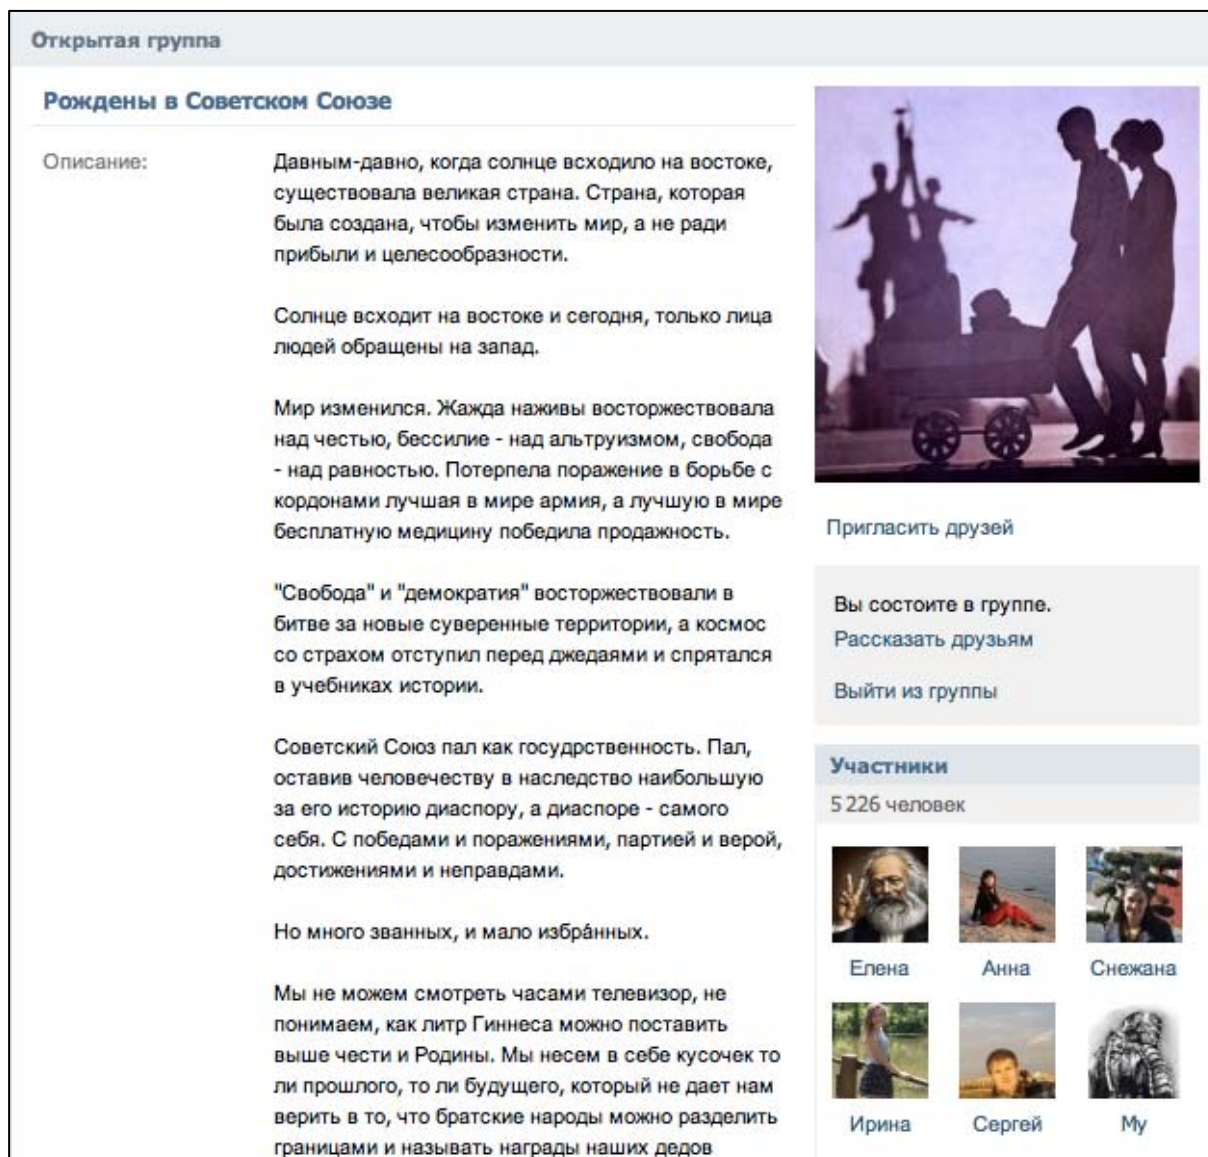 Открытая группа
Рождены в Советском Союзе
Описание:
Давным-давно, когда солнце всходило на востоке,
существовала великая страна. Страна, которая
была создана, чтобы изменить мир, а не ради
прибыли и целесообразности.
Солнце всходит на востоке и сегодня, только лица
людей обращены на запад.
Мир изменился. Жажда наживы восторжествовала
над честью, бессилие - над альтруизмом, свобода
- над равностью. Потерпела поражение в борьбе с
кордонами лучшая в мире армия, а лучшую в мире
бесплатную медицину победила продажность.
"Свобода" и "демократия" восторжествовали в
битве за новые суверенные территории, а космос
со страхом отступил перед джедаями и спрятался
в учебниках истории.
Советский Союз пал как госудрственность. Пал,
оставив человечеству в наследство наибольшую
за его историю диаспору, а диаспоре - самого
себя. С победами и поражениями, партией и верой,
достижениями и неправдами.
Но много званных, и мало избрáнных.
Мы не можем смотреть часами телевизор, не
понимаем, как литр Гиннеса можно поставить
выше чести и Родины. Мы несем в себе кусочек то
ли прошлого, то ли будущего, который не дает нам
верить в то, что братские народы можно разделить
границами и называть награды наших дедов
Пригласить друзей
Вы состоите в группе.
Рассказать друзьям
Выйти из группы
Участники
5 226 человек
Елена
Анна
Снежана
Ирина
Сергей
Му